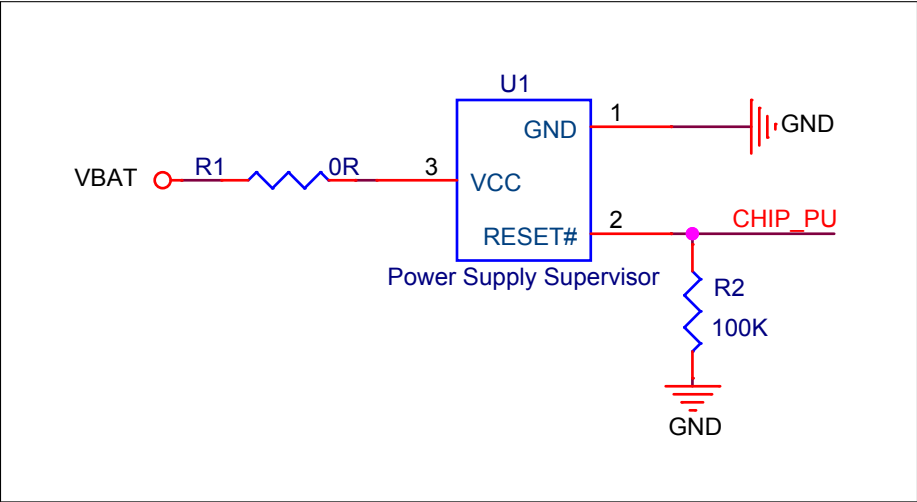 U1
1
GND
GND
VBAT
R1
0R
3
VCC
2
CHIP_PU
RESET#
Power Supply Supervisor
R2
100K
GND